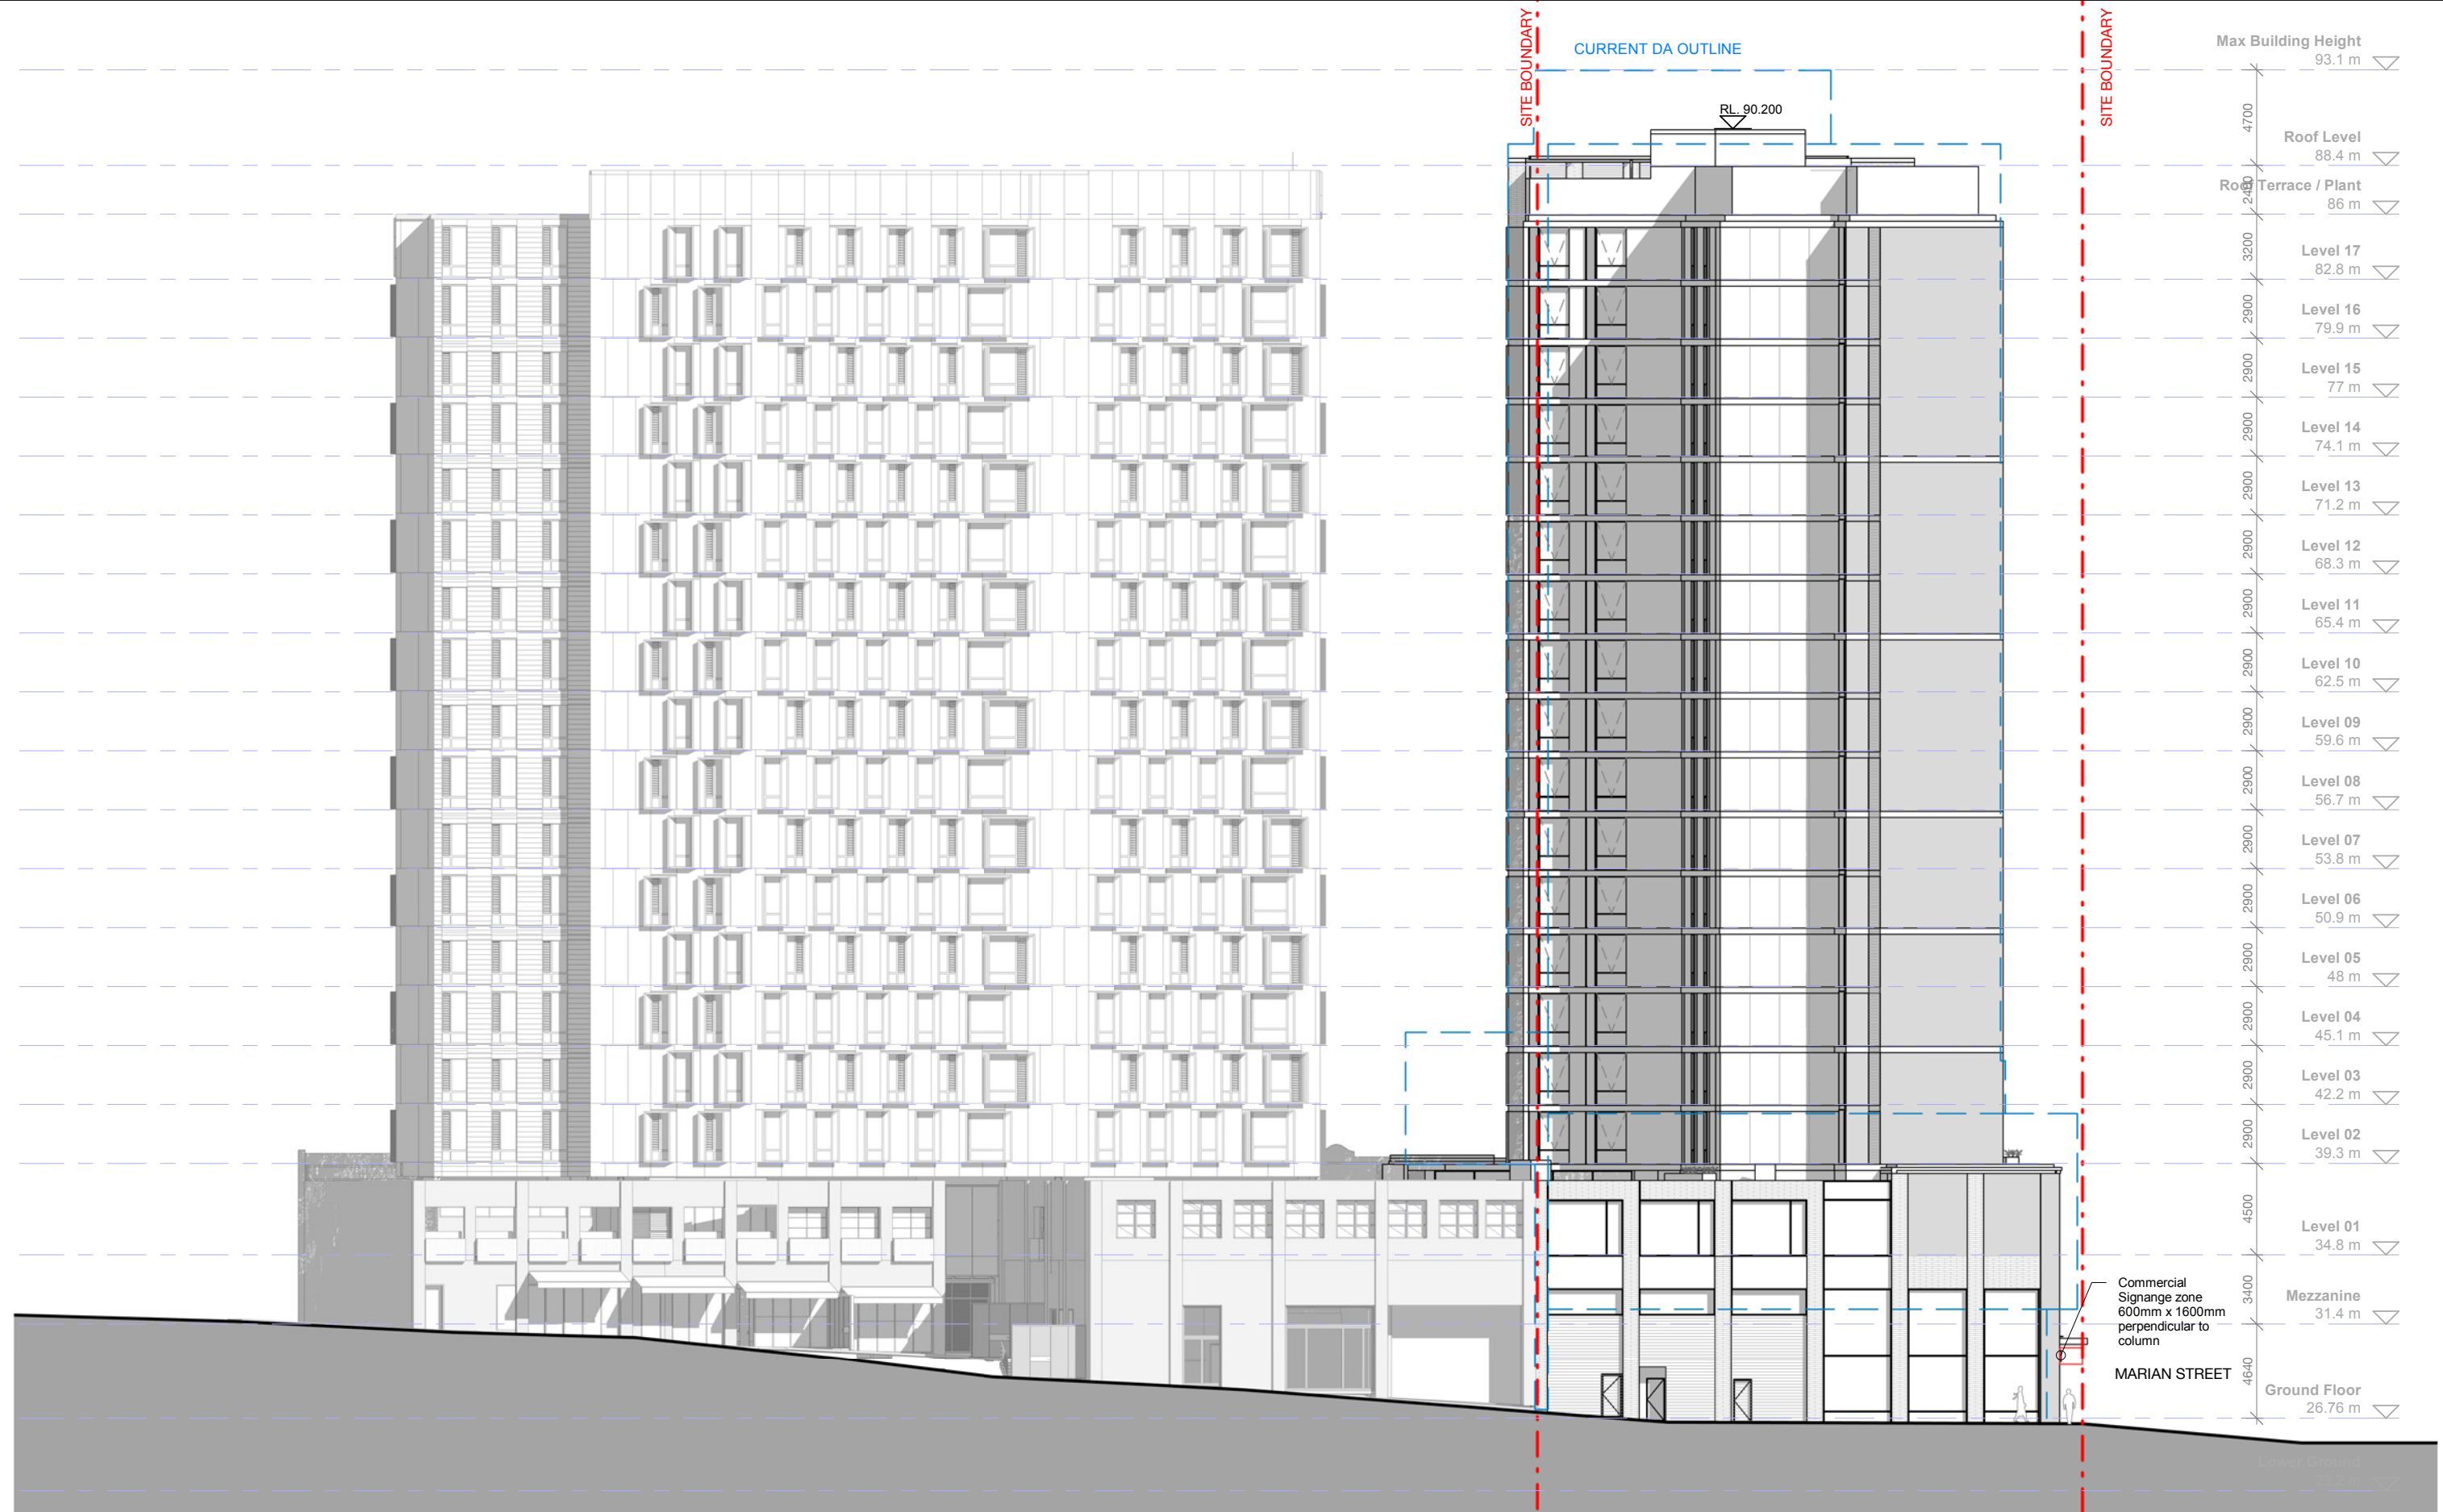 SITE BOUNDARY
CURRENT DA OUTLINE
SITE BOUNDARY
RL. 90.200
Max Building Height
93.1 m
4700
Roof Level
88.4 m
2400
Roof Terrace / Plant
86 m
3200
Level 17
82.8 m
2900
Level 16
79.9 m
2900
Level 15
77 m
2900
Level 14
74.1 m
2900
Level 13
71.2 m
2900
Level 12
68.3 m
2900
Level 11
65.4 m
2900
Level 10
62.5 m
2900
Level 09
59.6 m
2900
Level 08
56.7 m
2900
Level 07
53.8 m
2900
Level 06
50.9 m
2900
Level 05
48 m
2900
Level 04
45.1 m
2900
Level 03
42.2 m
2900
Level 02
39.3 m
4500
Level 01
34.8 m
3400
Mezzanine
31.4 m
4640
Ground Floor
26.76 m
Lower Ground
Commercial
Signange zone
600mm x 1600mm
perpendicular to
column
MARIAN STREET